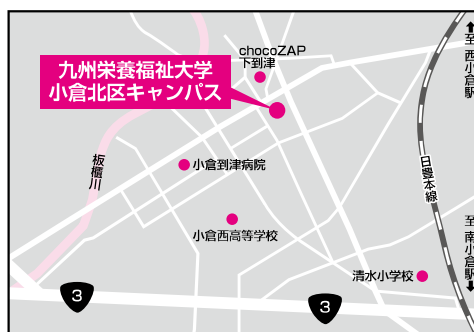 chocoZAP
下到津
九州栄養福祉大学
小倉北区キャンパス
至 西小倉駅
板櫃川
小倉到津病院
日豊本線
小倉西高等学校
至 南小倉駅
清水小学校
3
3